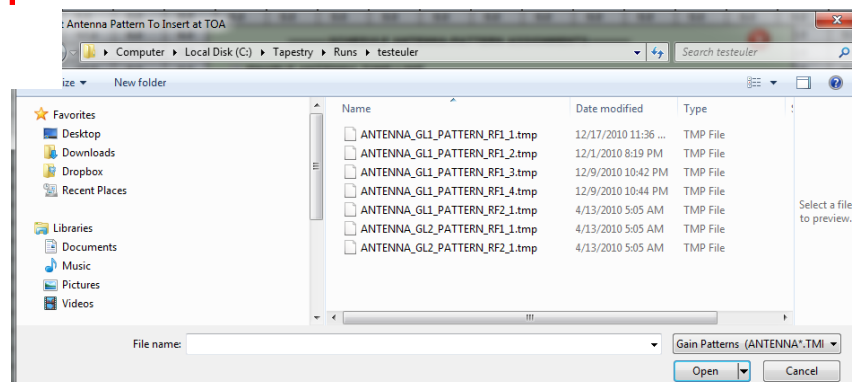 Antenna Pattern To Insert at TOA
Computer Local Disk (C:) Tapestry Runs testeuler
Search testeuler
ize New folder
Favorites
Desktop
Downloads
Dropbox
Recent Places
Libraries
Documents
Music
Pictures
Videos
Name Date modified Type
ANTENNA_GL1_PATTERN_RF1_1.tmp 12/17/2010 11:36 ... TMP File
ANTENNA_GL1_PATTERN_RF1_2.tmp 12/1/2010 8:19 PM TMP File
ANTENNA_GL1_PATTERN_RF1_3.tmp 12/9/2010 10:42 PM TMP File
ANTENNA_GL1_PATTERN_RF1_4.tmp 12/9/2010 10:44 PM TMP File
ANTENNA_GL1_PATTERN_RF2_1.tmp 4/13/2010 5:05 AM TMP File
ANTENNA_GL2_PATTERN_RF1_1.tmp 4/13/2010 5:05 AM TMP File
ANTENNA_GL2_PATTERN_RF2_1.tmp 4/13/2010 5:05 AM TMP File
Select a file
to preview.
File name:
Gain Patterns (ANTENNA*.TMI
Open Cancel